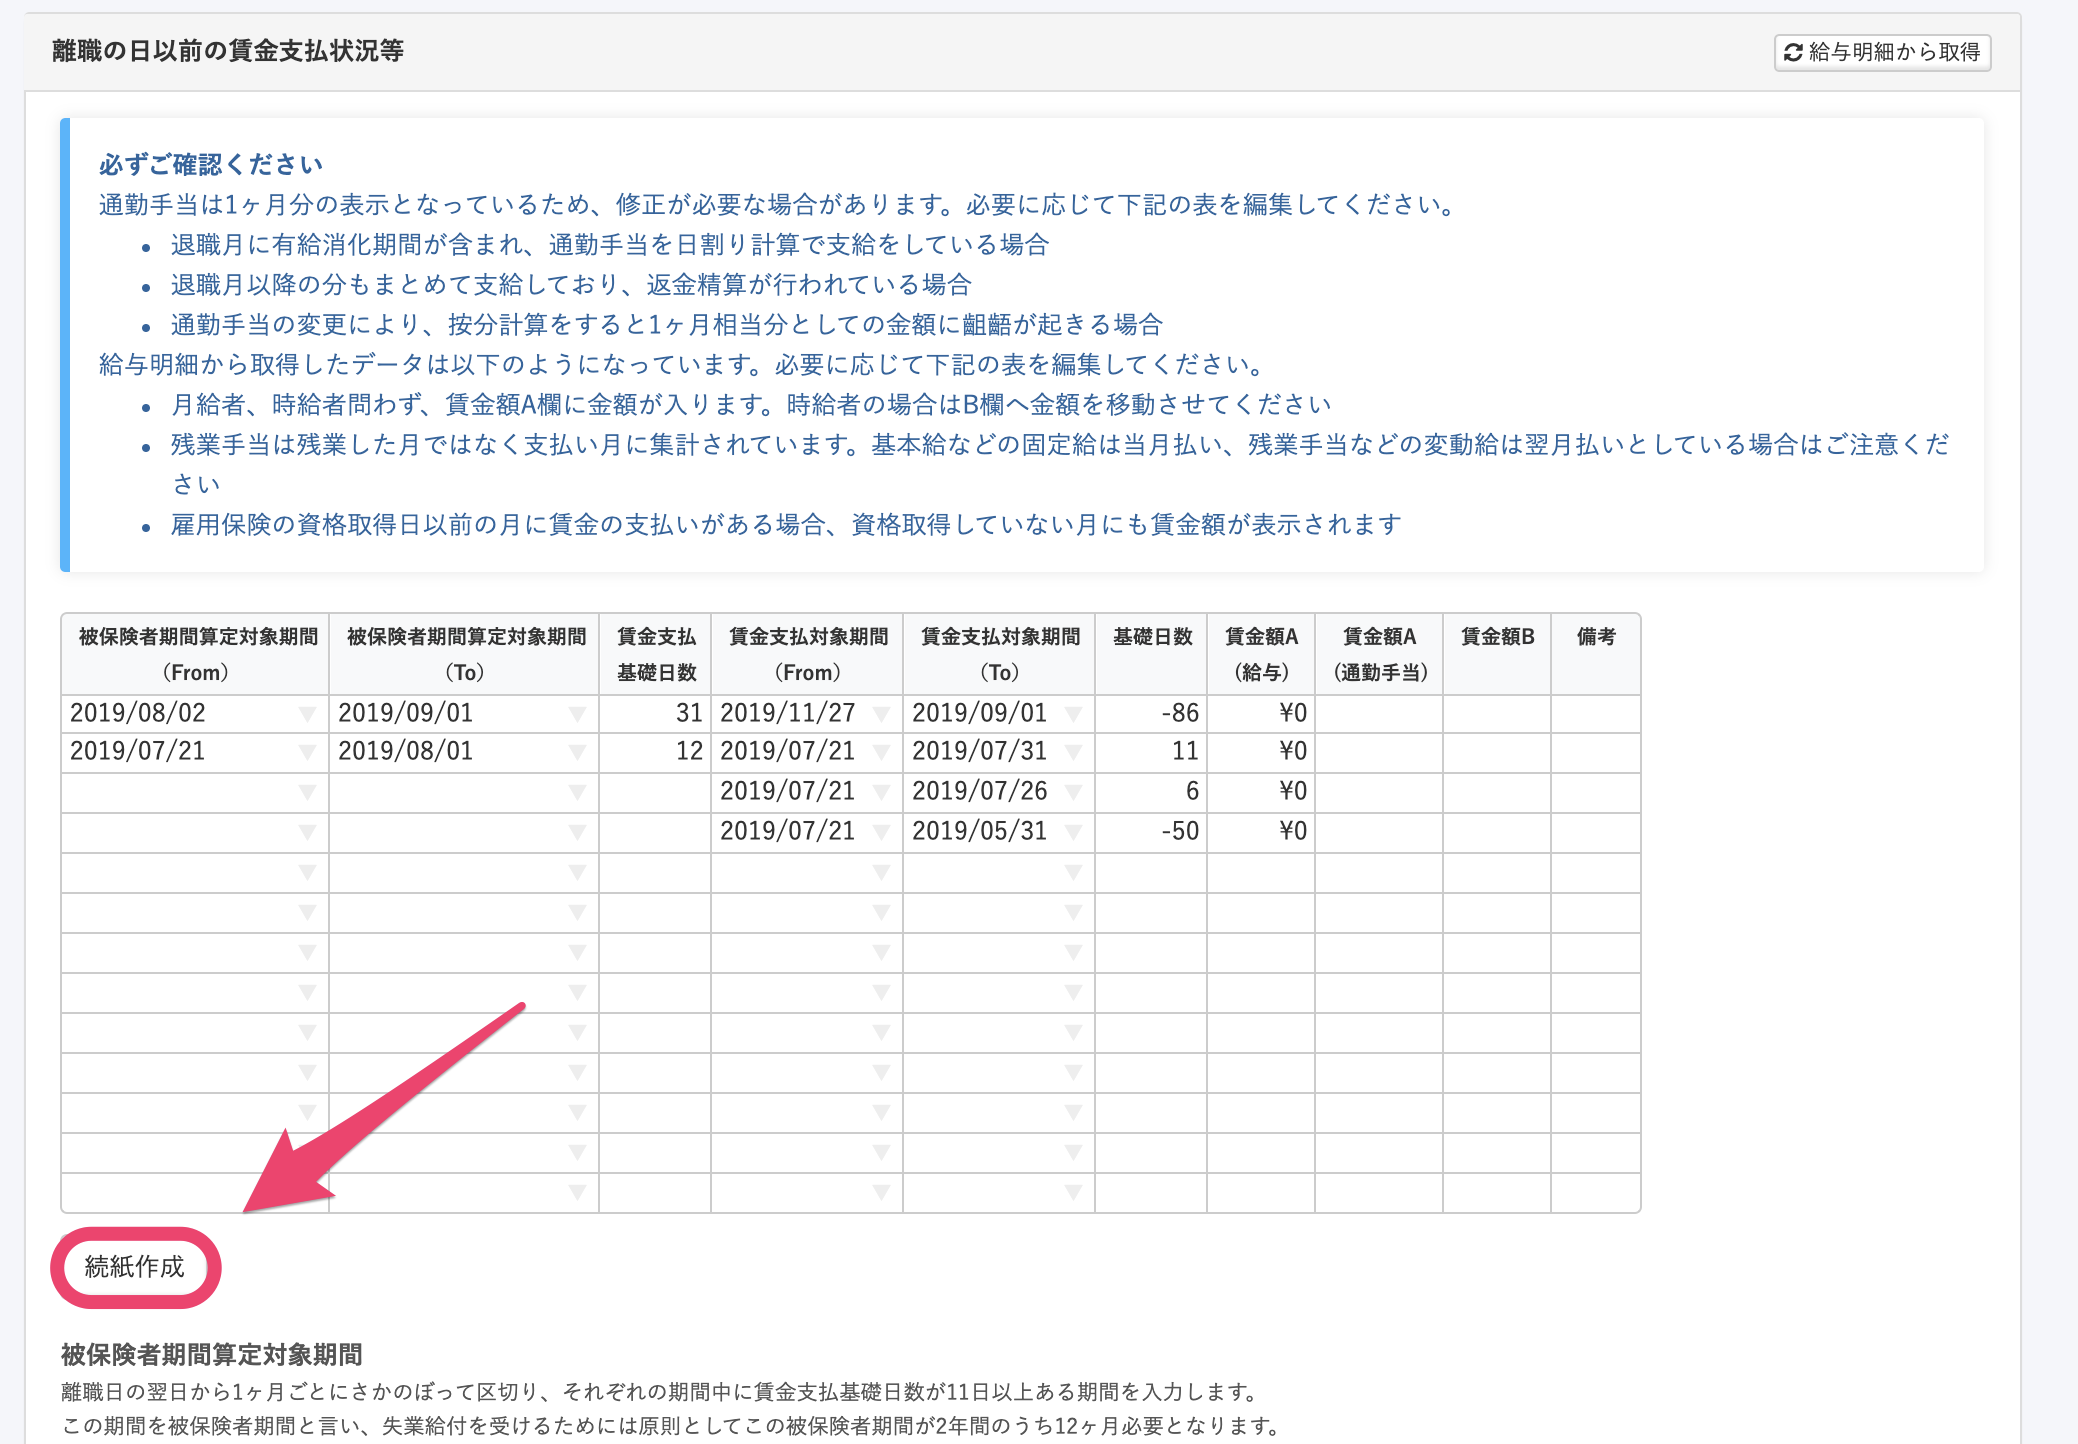 離職の日以前の賃金支払状況等
給与明細から取得
必ずご確認ください
通勤手当は1ヶ月分の表示となっているため、修正が必要な場合があります。必要に応じて下記の表を編集してください。
• 退職月に有給消化期間が含まれ、通勤手当を日割り計算で支給をしている場合
• 退職月以降の分もまとめて支給しており、返金精算が行われている場合
• 通勤手当の変更により、按分計算をすると1ヶ月相当分としての金額に齟齬が起きる場合
給与明細から取得したデータは以下のようになっています。必要に応じて下記の表を編集してください。
• 月給者、時給者問わず、賃金額A欄に金額が入ります。時給者の場合はB欄へ金額を移動させてください
• 残業手当は残業した月ではなく支払い月に集計されています。基本給などの固定給は当月払い、残業手当などの変動給は翌月払いとしている場合はご注意くだ
さい
• 雇用保険の資格取得日以前の月に賃金の支払いがある場合、資格取得していない月にも賃金額が表示されます
被保険者期間算定対象期間 被保険者期間算定対象期間 賃金支払 賃金支払対象期間 賃金支払対象期間 基礎日数 賃金額A 賃金額A 賃金額B 備考
（From） （To） 基礎日数 （From） （To） （給与） （通勤手当）
2019/08/02 2019/09/01 31 2019/11/27 2019/09/01 -86 ¥0
2019/07/21 2019/08/01 12 2019/07/21 2019/07/31 11 ¥0
2019/07/21 2019/07/26 6 ¥0
2019/07/21 2019/05/31 -50 ¥0
続紙作成
被保険者期間算定対象期間
離職日の翌日から1ヶ月ごとにさかのぼって区切り、それぞれの期間中に賃金支払基礎日数が11日以上ある期間を入力します。
この期間を被保険者期間と言い、失業給付を受けるためには原則としてこの被保険者期間が2年間のうち12ヶ月必要となります。